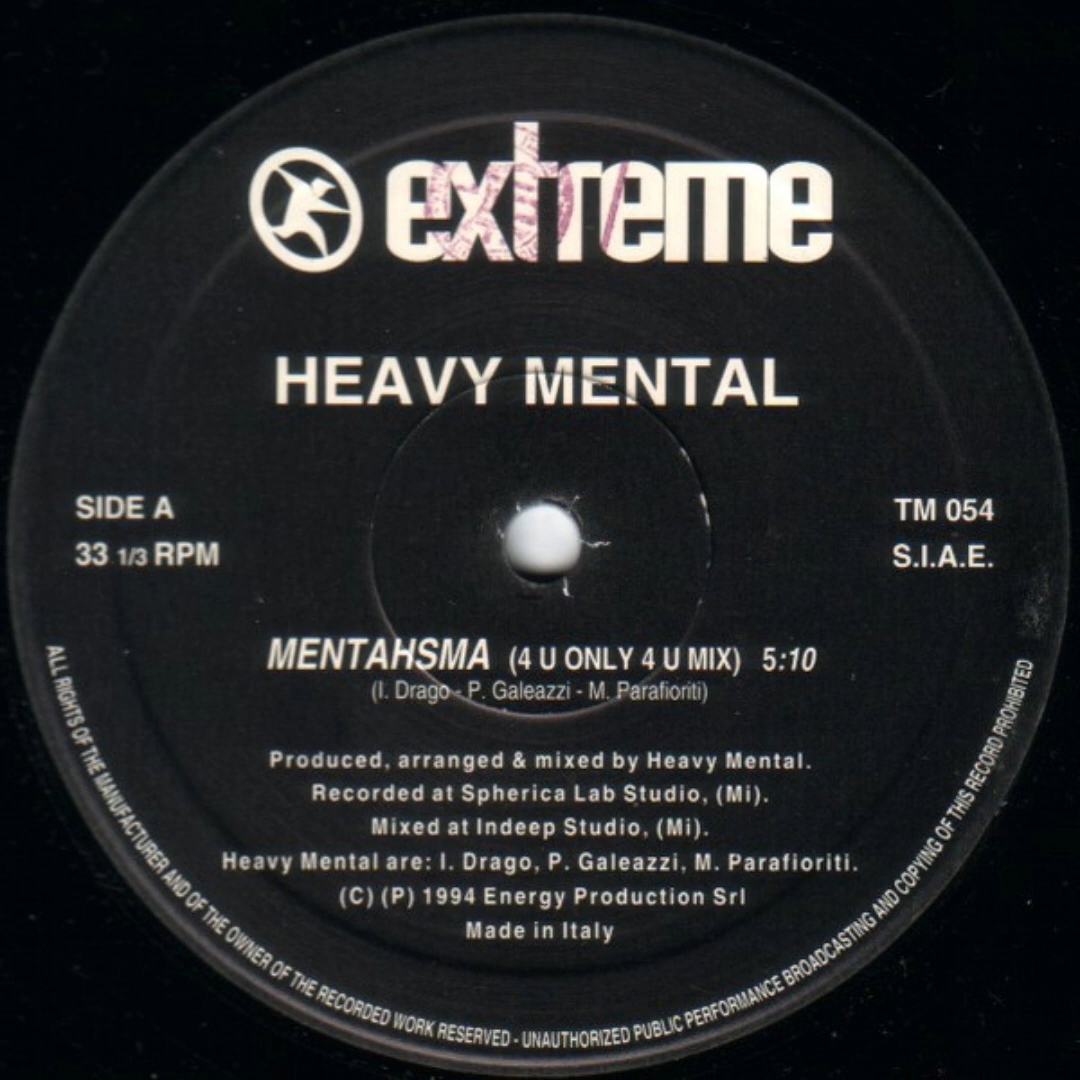 extreme
HEAVY MENTAL
SIDE A
33 1/3 RPM
TM 054
S.I.A.E.
MENTAHSMA (4 U ONLY 4 U MIX) 5:10
(I. Drago - P. Galeazzi - M. Parafioriti)
Produced, arranged & mixed by Heavy Mental.
Recorded at Spherica Lab Studio, (Mi).
Mixed at Indeep Studio, (Mi).
Heavy Mental are: I. Drago, P. Galeazzi, M. Parafioriti.
(C) (P) 1994 Energy Production Srl
Made in Italy
ALL RIGHTS OF THE MANUFACTURER AND OF THE OWNER OF THE RECORDED WORK RESERVED - UNAUTHORIZED PUBLIC PERFORMANCE BROADCASTING AND COPYING OF THIS RECORD PROHIBITED